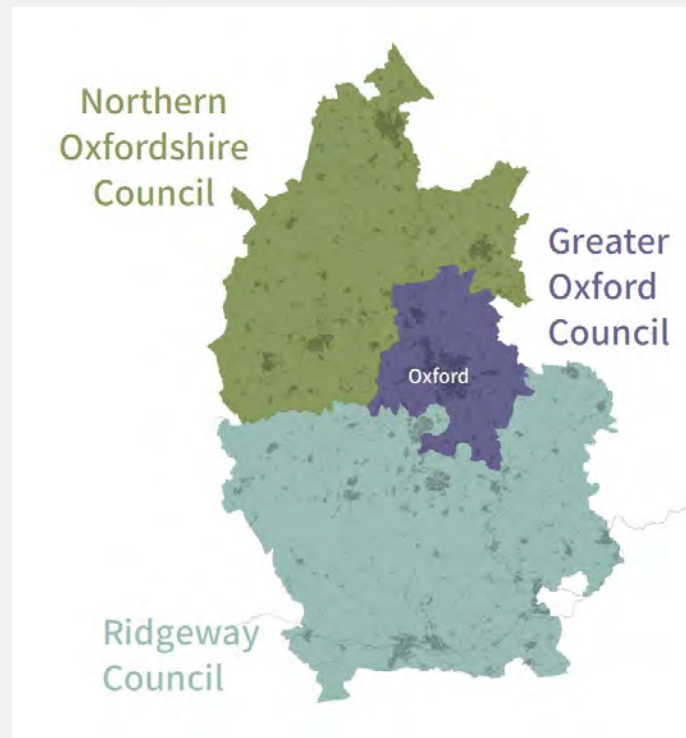 Northern
Oxfordshire
Council
Greater
Oxford
Council
Oxford
Ridgeway
Council